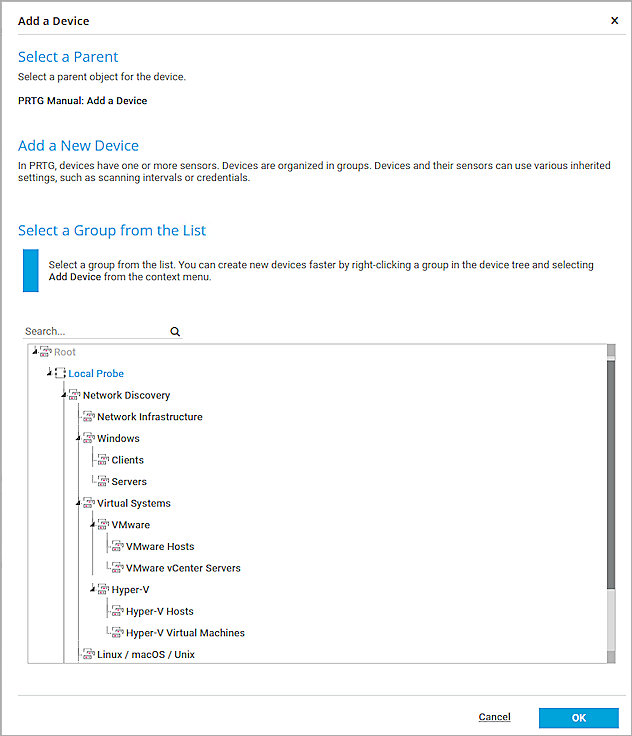 Add a Device
Select a Parent
Select a parent object for the device.
PRTG Manual: Add a Device
Add a New Device
In PRTG, devices have one or more sensors. Devices are organized in groups. Devices and their sensors can use various inherited
settings, such as scanning intervals or credentials.
Select a Group from the List
Select a group from the list. You can create new devices faster by right-clicking a group in the device tree and selecting
Add Device from the context menu.
Search...
Root
Local Probe
Network Discovery
Network Infrastructure
Windows
Clients
Servers
Virtual Systems
VMware
VMware Hosts
VMware vCenter Servers
Hyper-V
Hyper-V Hosts
Hyper-V Virtual Machines
Linux / macOS / Unix
Cancel
OK